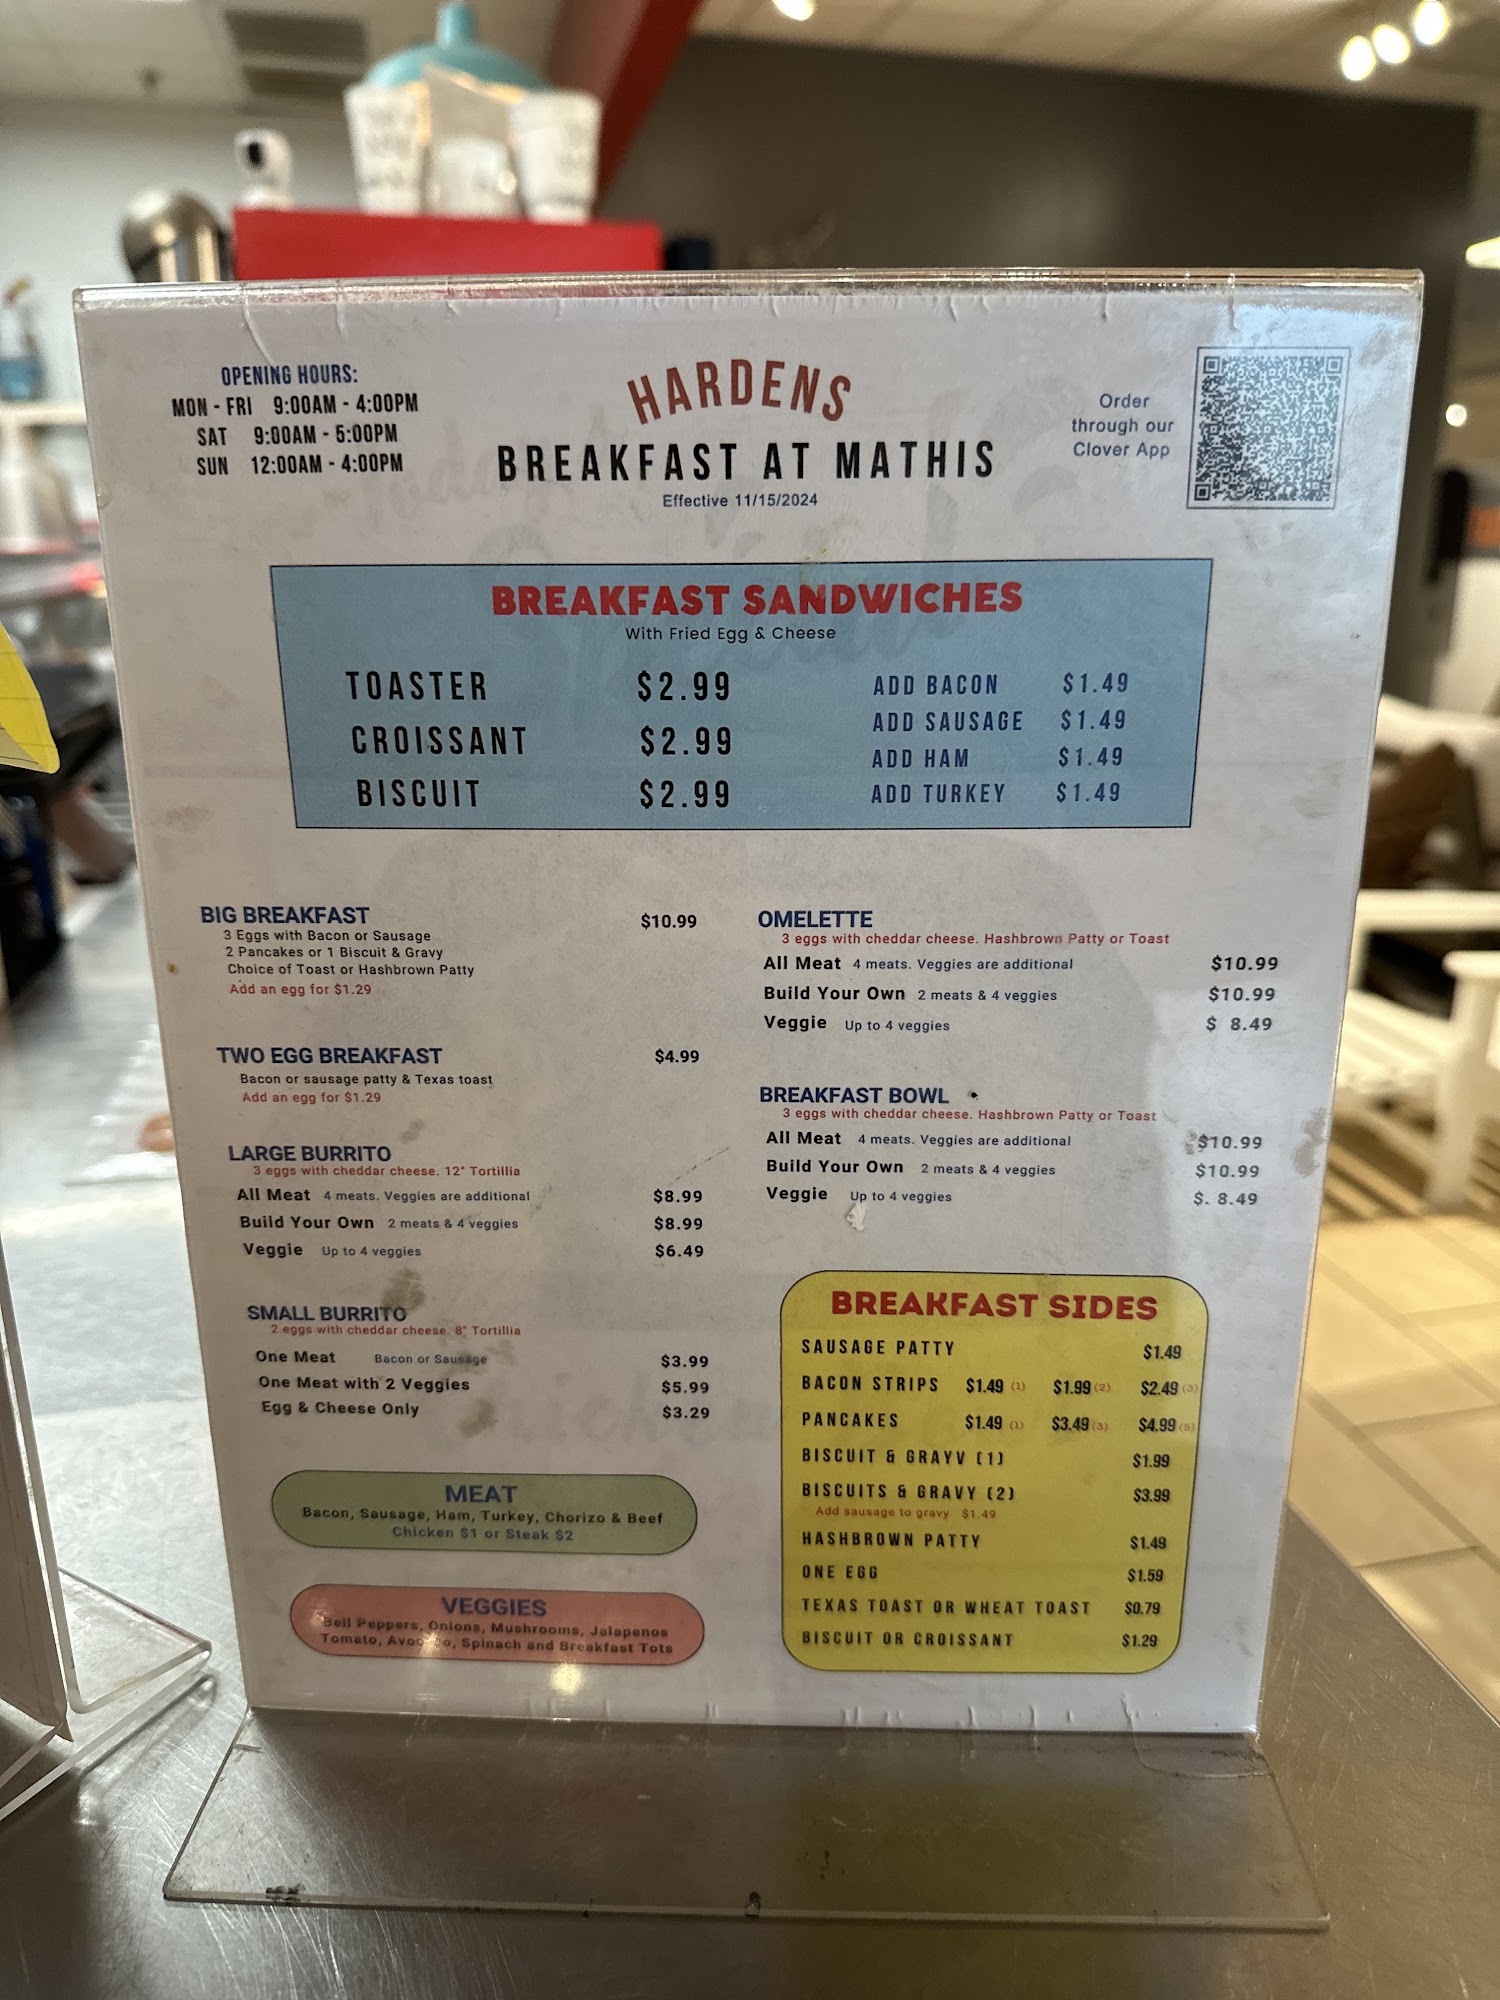 OPENING HOURS:
MON - FRI 9:00AM - 4:00PM
SAT 9:00AM - 5:00PM
SUN 12:00AM - 4:00PM
HARDENS
BREAKFAST AT MATHIS
Effective 11/15/2024
Order
through our
Clover App
BREAKFAST SANDWICHES
With Fried Egg & Cheese
TOASTER $2.99
CROISSANT $2.99
BISCUIT $2.99
ADD BACON $1.49
ADD SAUSAGE $1.49
ADD HAM $1.49
ADD TURKEY $1.49
BIG BREAKFAST $10.99
3 Eggs with Bacon or Sausage
2 Pancakes or 1 Biscuit & Gravy
Choice of Toast or Hashbrown Patty
Add an egg for $1.29
TWO EGG BREAKFAST $4.99
Bacon or sausage patty & Texas toast
Add an egg for $1.29
LARGE BURRITO
3 eggs with cheddar cheese. 12" Tortillia
All Meat 4 meats. Veggies are additional $8.99
Build Your Own 2 meats & 4 veggies $8.99
Veggie Up to 4 veggies $6.49
SMALL BURRITO
2 eggs with cheddar cheese. 8" Tortillia
One Meat Bacon or Sausage $3.99
One Meat with 2 Veggies $5.99
Egg & Cheese Only $3.29
MEAT
Bacon, Sausage, Ham, Turkey, Chorizo & Beef
Chicken $1 or Steak $2
VEGGIES
Bell Peppers, Onions, Mushrooms, Jalapenos
Tomato, Avocado, Spinach and Breakfast Tots
OMELETTE
3 eggs with cheddar cheese. Hashbrown Patty or Toast
All Meat 4 meats. Veggies are additional $10.99
Build Your Own 2 meats & 4 veggies $10.99
Veggie Up to 4 veggies $ 8.49
BREAKFAST BOWL
3 eggs with cheddar cheese. Hashbrown Patty or Toast
All Meat 4 meats. Veggies are additional $10.99
Build Your Own 2 meats & 4 veggies $10.99
Veggie Up to 4 veggies $. 8.49
BREAKFAST SIDES
SAUSAGE PATTY $1.49
BACON STRIPS $1.49 (1) $1.99 (2) $2.49 (3)
PANCAKES $1.49 (1) $3.49 (3) $4.99 (5)
BISCUIT & GRAYV (1) $1.99
BISCUITS & GRAVY (2) $3.99
Add sausage to gravy $1.49
HASHBROWN PATTY $1.49
ONE EGG $1.59
TEXAS TOAST OR WHEAT TOAST $0.79
BISCUIT OR CROISSANT $1.29